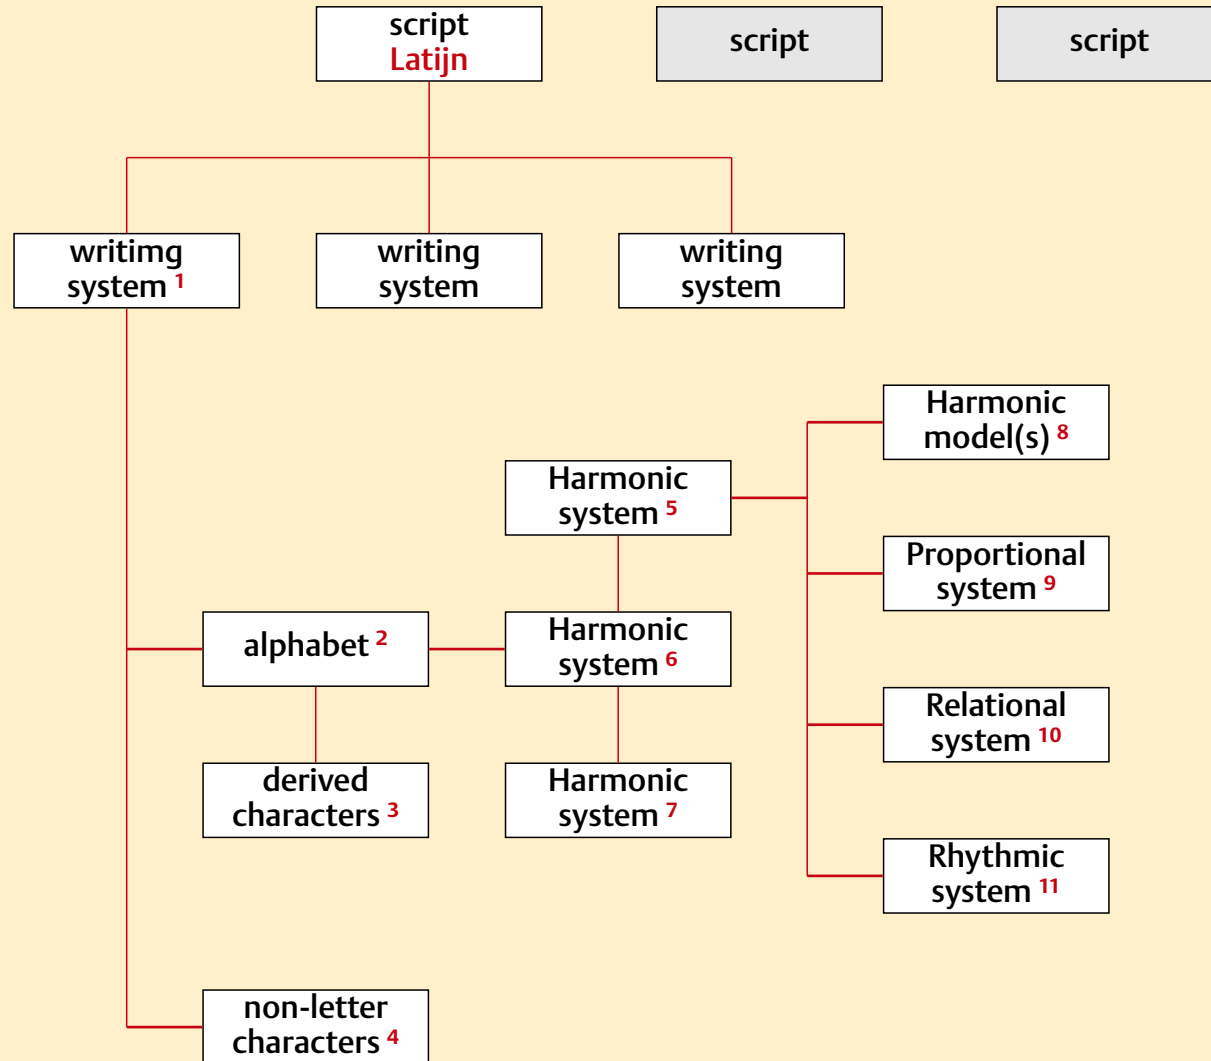 script
Latijn
script
script
writimg
system 1
writing
system
writing
system
Harmonic
model(s) 8
Harmonic
system 5
Proportional
system 9
alphabet 2
Harmonic
system 6
Relational
system 10
derived
characters 3
Harmonic
system 7
Rhythmic
system 11
non-letter
characters 4